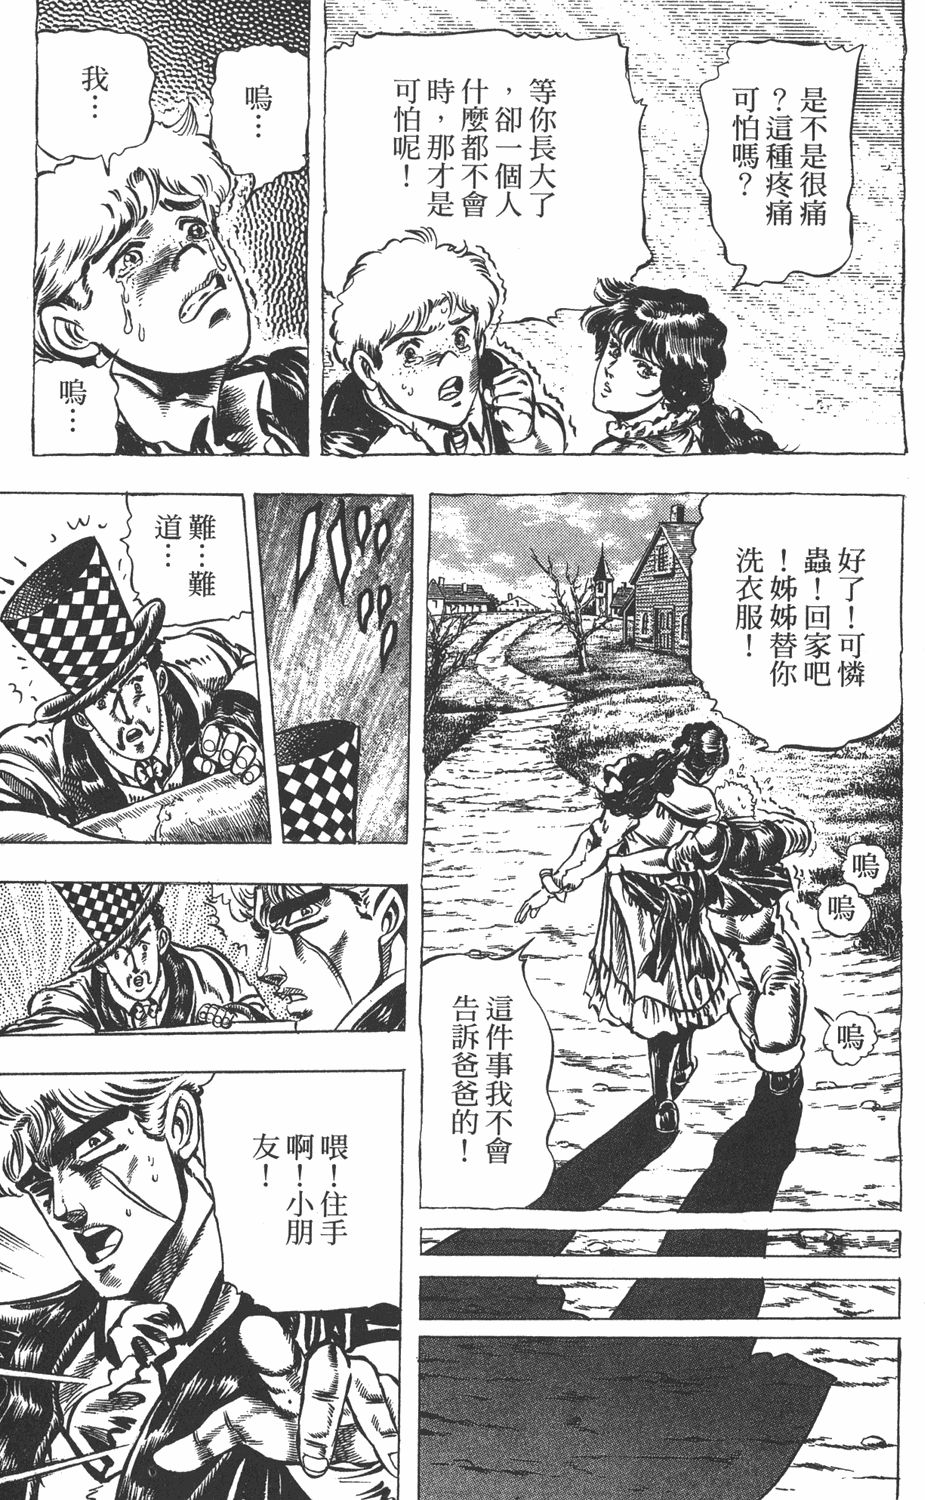 是不是很痛
？這種疼痛
可怕嗎？
等你長大了
，卻一個人
什麼都不會
時，那才是
可怕呢！
嗚…
我…
嗚…
好了！可憐
蟲！回家吧
！姊姊替你
洗衣服！
嗚
嗚
嗚
這件事我不會
告訴爸爸的！
難…難
道…
喂！住手
啊！小朋
友！